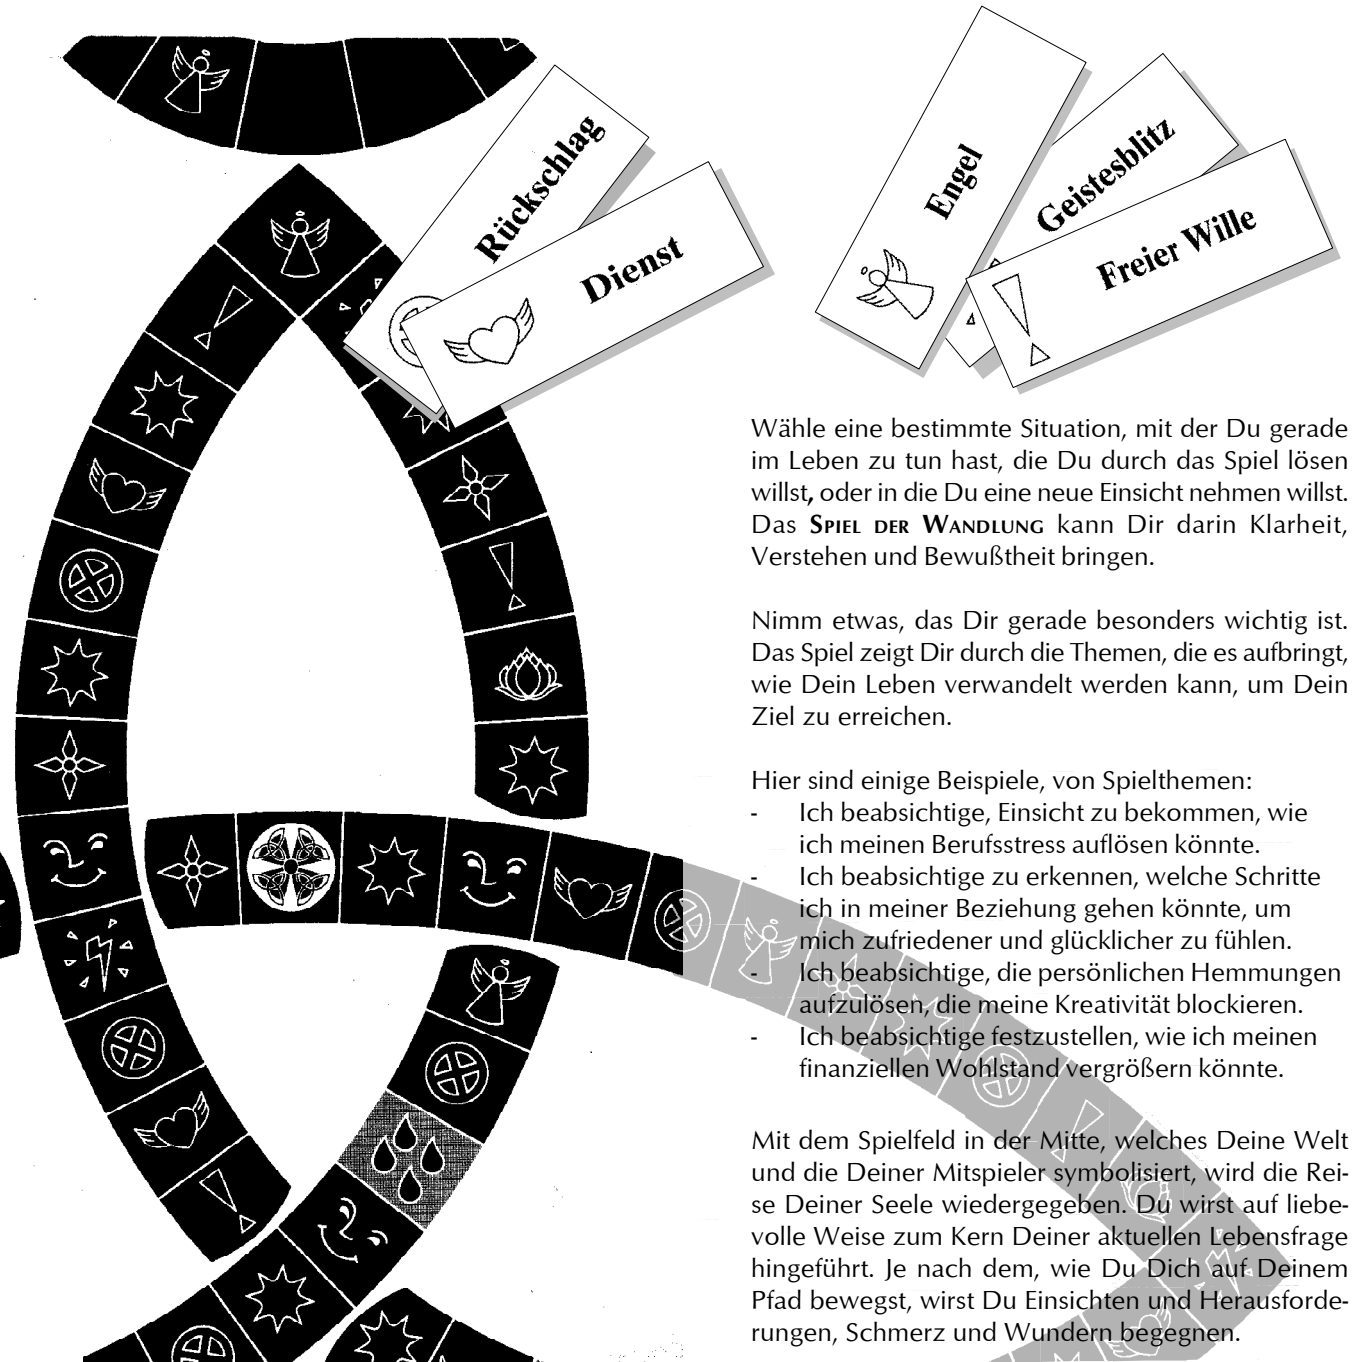 Rückschlag
Dienst
Engel
Geistesblitz
Freier Wille
Wähle eine bestimmte Situation, mit der Du gerade
im Leben zu tun hast, die Du durch das Spiel lösen
willst, oder in die Du eine neue Einsicht nehmen willst.
Das SPIEL DER WANDLUNG kann Dir darin Klarheit,
Verstehen und Bewußtheit bringen.
Nimm etwas, das Dir gerade besonders wichtig ist.
Das Spiel zeigt Dir durch die Themen, die es aufbringt,
wie Dein Leben verwandelt werden kann, um Dein
Ziel zu erreichen.
Hier sind einige Beispiele, von Spielthemen:
- Ich beabsichtige, Einsicht zu bekommen, wie
ich meinen Berufsstress auflösen könnte.
- Ich beabsichtige zu erkennen, welche Schritte
ich in meiner Beziehung gehen könnte, um
mich zufriedener und glücklicher zu fühlen.
- Ich beabsichtige, die persönlichen Hemmungen
aufzulösen, die meine Kreativität blockieren.
- Ich beabsichtige festzustellen, wie ich meinen
finanziellen Wohlstand vergrößern könnte.
Mit dem Spielfeld in der Mitte, welches Deine Welt
und die Deiner Mitspieler symbolisiert, wird die Rei-
se Deiner Seele wiedergegeben. Du wirst auf liebe-
volle Weise zum Kern Deiner aktuellen Lebensfrage
hingeführt. Je nach dem, wie Du Dich auf Deinem
Pfad bewegst, wirst Du Einsichten und Herausforde-
rungen, Schmerz und Wundern begegnen.